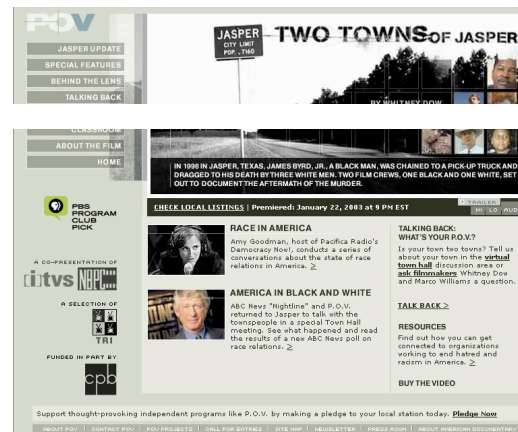 POV
JASPER UPDATE
SPECIAL FEATURES
BEHIND THE LENS
TALKING BACK
JASPER
CITY LIMIT
POP. 7160
TWO TOWNS OF JASPER
BY WHITNEY DOW
CLASSROOM
ABOUT THE FILM
HOME
IN 1998 IN JASPER, TEXAS, JAMES BYRD, JR., A BLACK MAN, WAS CHAINED TO A PICK-UP TRUCK AND
DRAGGED TO HIS DEATH BY THREE WHITE MEN. TWO FILM CREWS, ONE BLACK AND ONE WHITE, SET
OUT TO DOCUMENT THE AFTERMATH OF THE MURDER.
CHECK LOCAL LISTINGS | Premiered: January 22, 2003 at 9 PM EST
TRAILER
HI LO AUD
PBS
PROGRAM
CLUB
PICK
A CO-PRESENTATION OF
itvs NBPC
A SELECTION OF
TRI
FUNDED IN PART BY
cpb
RACE IN AMERICA
Amy Goodman, host of Pacifica Radio's
Democracy Now!, conducts a series of
conversations about the state of race
relations in America. >
AMERICA IN BLACK AND WHITE
ABC News "Nightline" and P.O.V.
returned to Jasper to talk with the
townspeople in a special Town Hall
meeting. See what happened and read
the results of a new ABC News poll on
race relations. >
TALKING BACK:
WHAT'S YOUR P.O.V.?
Is your town two towns? Tell us
about your town in the virtual
town hall discussion area or
ask filmmakers Whitney Dow
and Marco Williams a question.
TALK BACK >
RESOURCES
Find out how you can get
connected to organizations
working to end hatred and
racism in America. >
BUY THE VIDEO
Support thought-provoking independent programs like P.O.V. by making a pledge to your local station today. Pledge Now
ABOUT POV | CONTACT POV | POV PROJECTS | CALL FOR ENTRIES | SITE MAP | NEWSLETTER | PRESS ROOM | ABOUT AMERICAN DOCUMENTARY